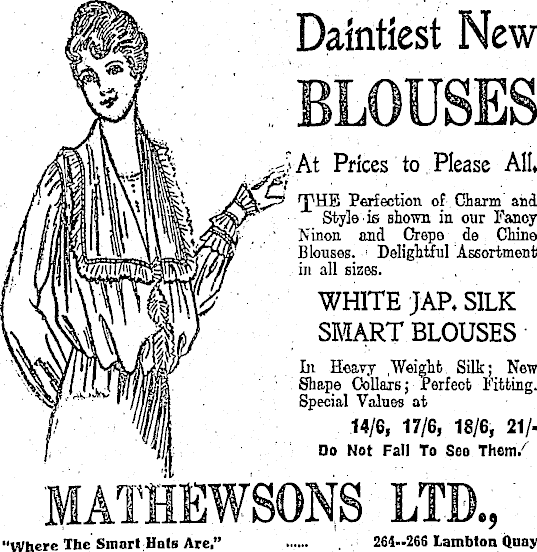 Daintiest New
BLOUSES
At Prices to Please All.
THE Perfection of Charm and
Style is shown in our Fancy
Ninon and Crepe de Chine
Blouses. Delightful Assortment
in all sizes.
WHITE JAP. SILK
SMART BLOUSES
In Heavy Weight Silk; New
Shape Collars; Perfect Fitting.
Special Values at
14/6, 17/6, 18/6, 21/-
Do Not Fail To See Them.
MATHEWSONS LTD.,
"Where The Smart Hats Are." ...... 264--266 Lambton Quay